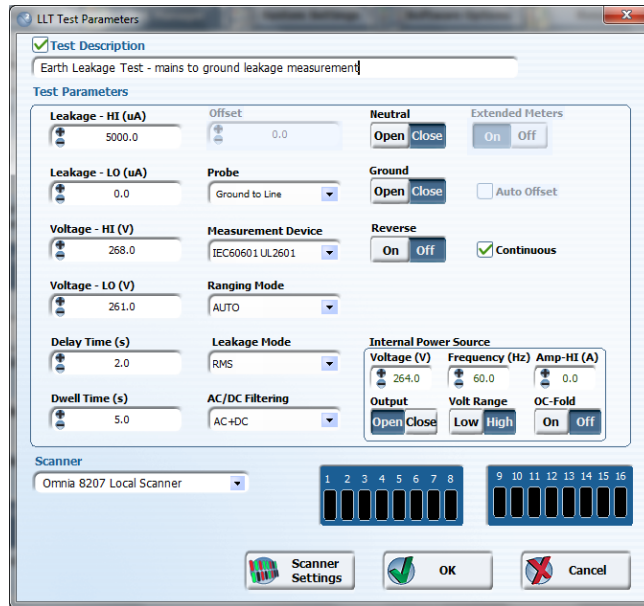 LLT Test Parameters
Test Description
Earth Leakage Test - mains to ground leakage measurement
Test Parameters
Leakage - HI (uA)
5000.0
Offset
0.0
Neutral
Open Close
Extended Meters
On Off
Leakage - LO (uA)
0.0
Probe
Ground to Line
Ground
Open Close
Auto Offset
Voltage - HI (V)
268.0
Measurement Device
IEC60601 UL2601
Reverse
On Off
Continuous
Voltage - LO (V)
261.0
Ranging Mode
AUTO
Delay Time (s)
2.0
Leakage Mode
RMS
Internal Power Source
Voltage (V) Frequency (Hz) Amp-HI (A)
264.0 60.0 0.0
Dwell Time (s)
5.0
AC/DC Filtering
AC+DC
Output Volt Range OC-Fold
Open Close Low High On Off
Scanner
Omnia 8207 Local Scanner
1 2 3 4 5 6 7 8
9 10 11 12 13 14 15 16
Scanner Settings
OK
Cancel